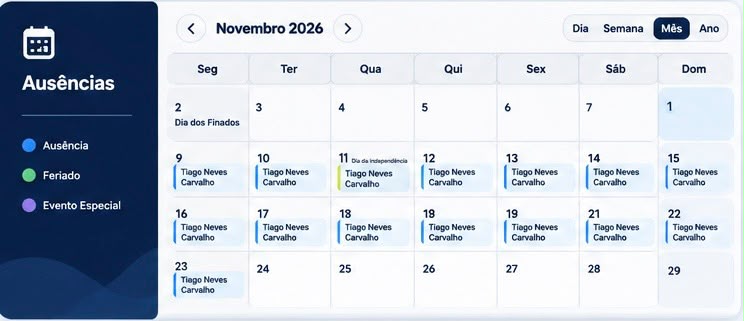 Ausências
Ausência
Feriado
Evento Especial
Novembro 2026
Dia Semana Mês Ano
Seg Ter Qua Qui Sex Sáb Dom
2 3 4 5 6 7 1
Dia dos Finados
9 10 11 Dia da Independência 12 13 14 15
Tiago Neves Tiago Neves Tiago Neves Tiago Neves Tiago Neves Tiago Neves Tiago Neves
Carvalho Carvalho Carvalho Carvalho Carvalho Carvalho Carvalho
16 17 18 18 19 21 22
Tiago Neves Tiago Neves Tiago Neves Tiago Neves Tiago Neves Tiago Neves Tiago Neves
Carvalho Carvalho Carvalho Carvalho Carvalho Carvalho Carvalho
23 24 25 26 27 28 29
Tiago Neves
Carvalho